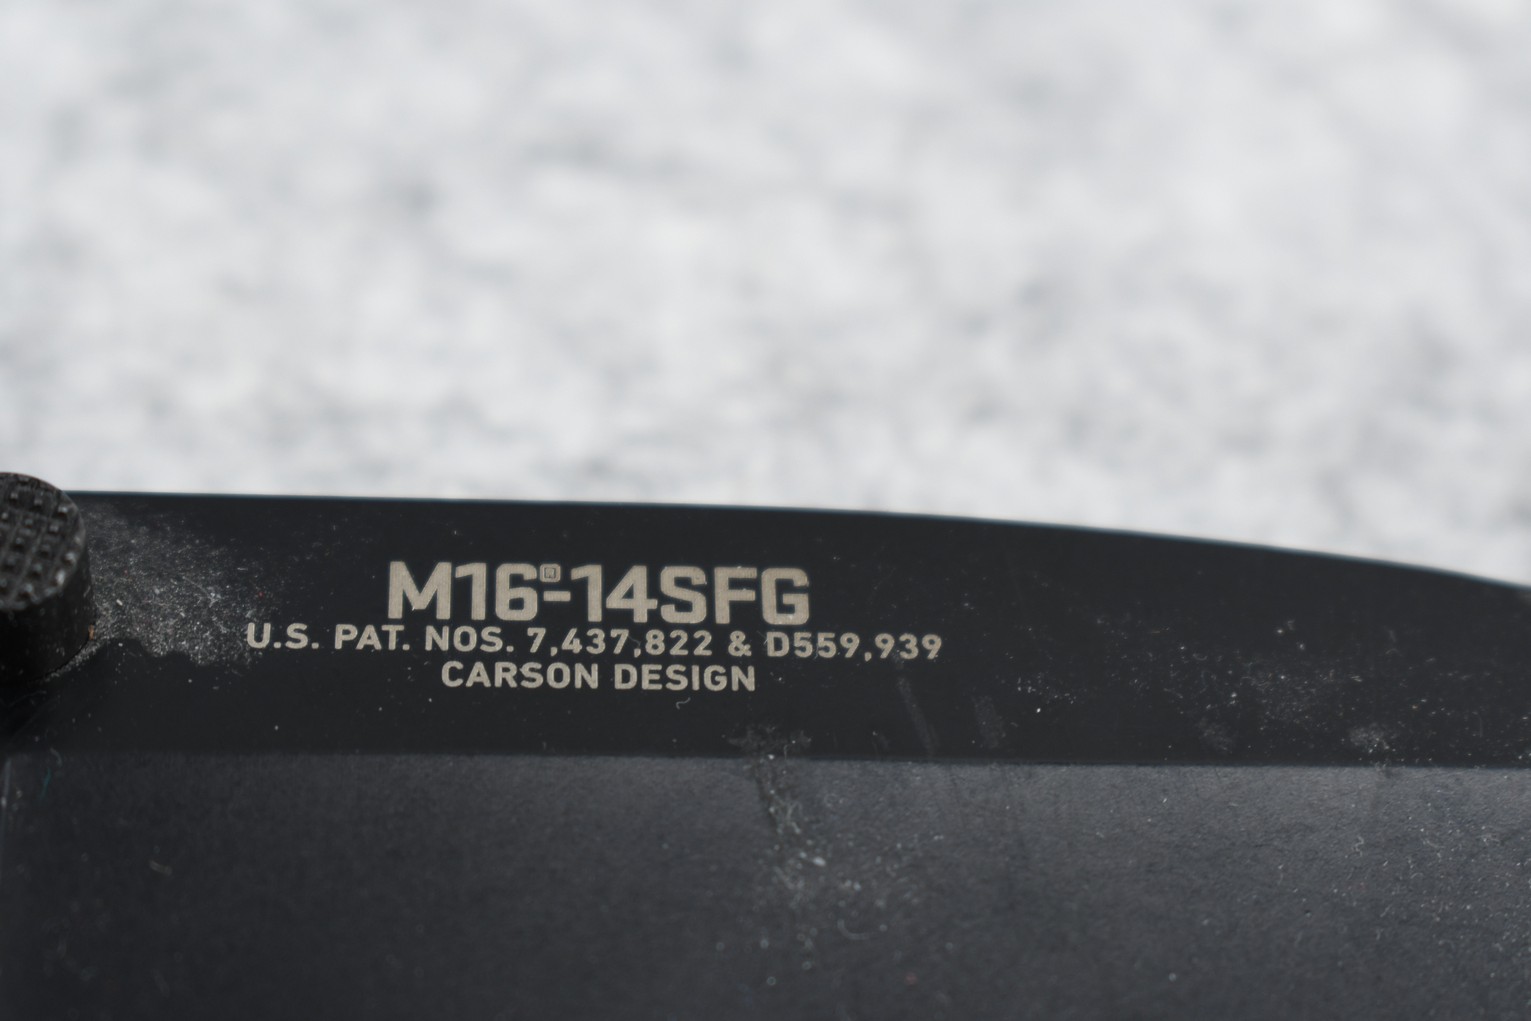 M16®-14SFG
U.S. PAT. NOS. 7,437,822 & D559,939
CARSON DESIGN